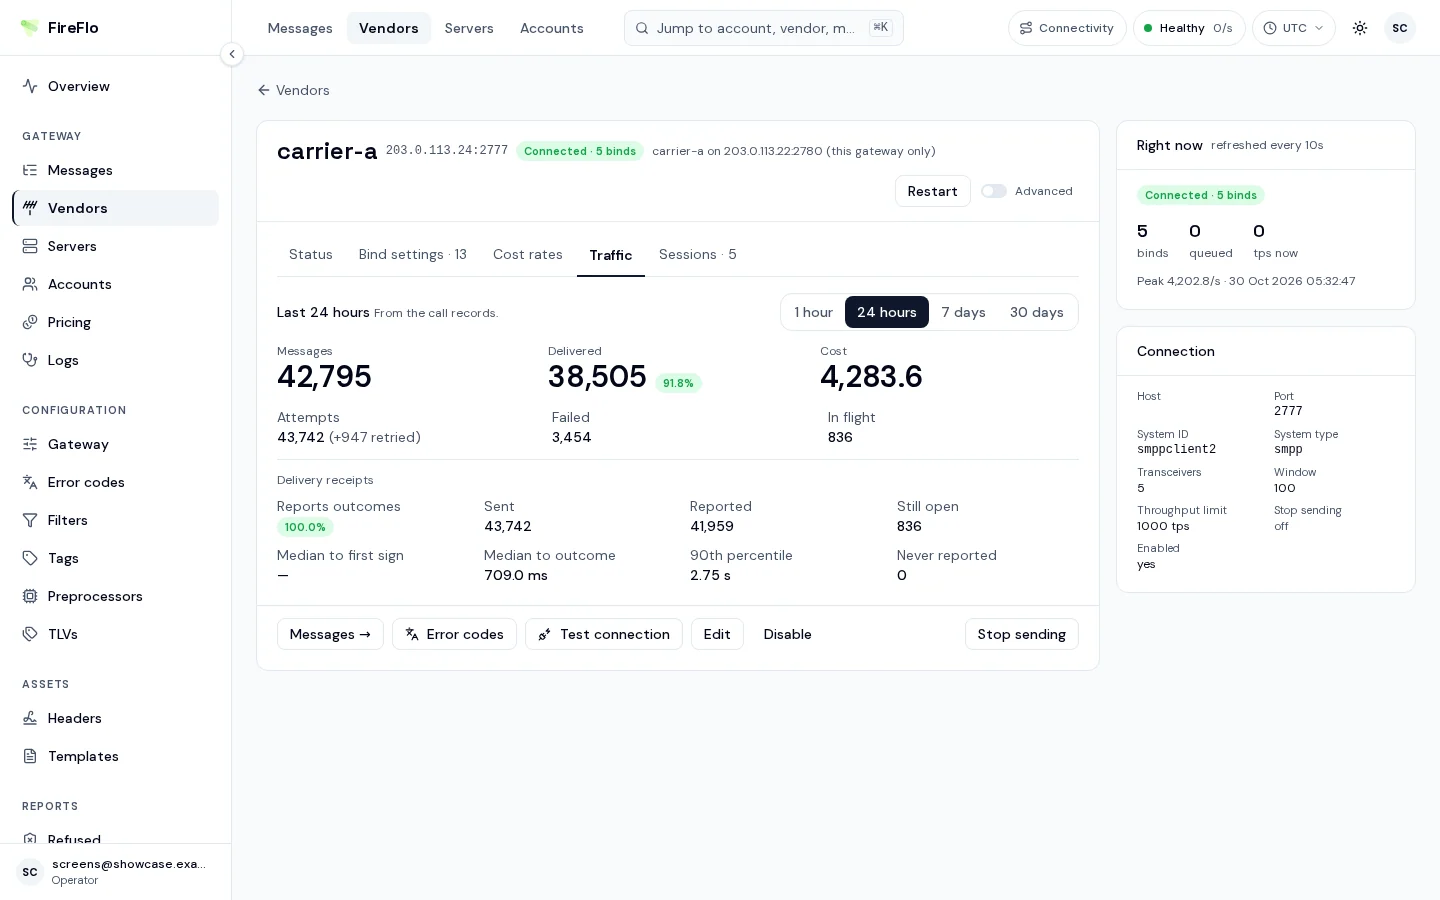 FireFlo
Messages
Vendors
Servers
Accounts
Jump to account, vendor, m...
⌘K
Connectivity
Healthy 0/s
UTC
SC
Overview
GATEWAY
Messages
Vendors
Servers
Accounts
Pricing
Logs
CONFIGURATION
Gateway
Error codes
Filters
Tags
Preprocessors
TLVs
ASSETS
Headers
Templates
REPORTS
Refused
SC
screens@showcase.exa...
Operator
Vendors
carrier-a 203.0.113.24:2777 Connected · 5 binds carrier-a on 203.0.113.22:2780 (this gateway only)
Restart
Advanced
Status
Bind settings · 13
Cost rates
Traffic
Sessions · 5
Last 24 hours From the call records.
1 hour
24 hours
7 days
30 days
Messages
42,795
Delivered
38,505 91.8%
Cost
4,283.6
Attempts
43,742 (+947 retried)
Failed
3,454
In flight
836
Delivery receipts
Reports outcomes
100.0%
Sent
43,742
Reported
41,959
Still open
836
Median to first sign
—
Median to outcome
709.0 ms
90th percentile
2.75 s
Never reported
0
Messages →
Error codes
Test connection
Edit
Disable
Stop sending
Right now refreshed every 10s
Connected · 5 binds
5
binds
0
queued
0
tps now
Peak 4,202.8/s · 30 Oct 2026 05:32:47
Connection
Host
Port
2777
System ID
smppclient2
System type
smpp
Transceivers
5
Window
100
Throughput limit
1000 tps
Stop sending
off
Enabled
yes